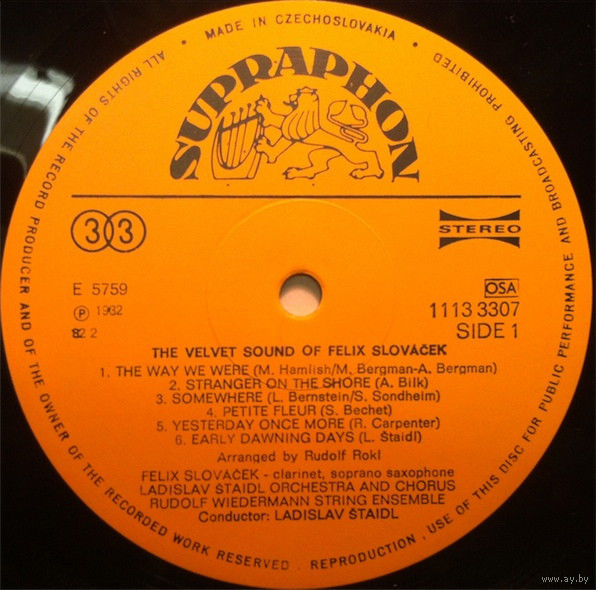 MADE IN CZECHOSLOVAKIA
ALL RIGHTS OF THE RECORD PRODUCER AND OF THE OWNER OF THE RECORDED WORK RESERVED . REPRODUCTION , USE OF THIS DISC FOR PUBLIC PERFORMANCE AND BROADCASTING PROHIBITED
SUPRAPHON
33
STEREO
E 5759
OSA
℗ 1982
1113 3307
82 2
SIDE 1
THE VELVET SOUND OF FELIX SLOVÁČEK
1. THE WAY WE WERE (M. Hamlish/M, Bergman-A. Bergman)
2. STRANGER ON THE SHORE (A. Bilk)
3. SOMEWHERE (L. Bernstein/S. Sondheim)
4. PETITE FLEUR (S. Bechet)
5. YESTERDAY ONCE MORE (R. Carpenter)
6. EARLY DAWNING DAYS (L. Štaidl)
Arranged by Rudolf Rokl
FELIX SLOVÁČEK - clarinet, soprano saxophone
LADISLAV ŠTAIDL ORCHESTRA AND CHORUS
RUDOLF WIEDERMANN STRING ENSEMBLE
Conductor: LADISLAV ŠTAIDL
www.ay.by